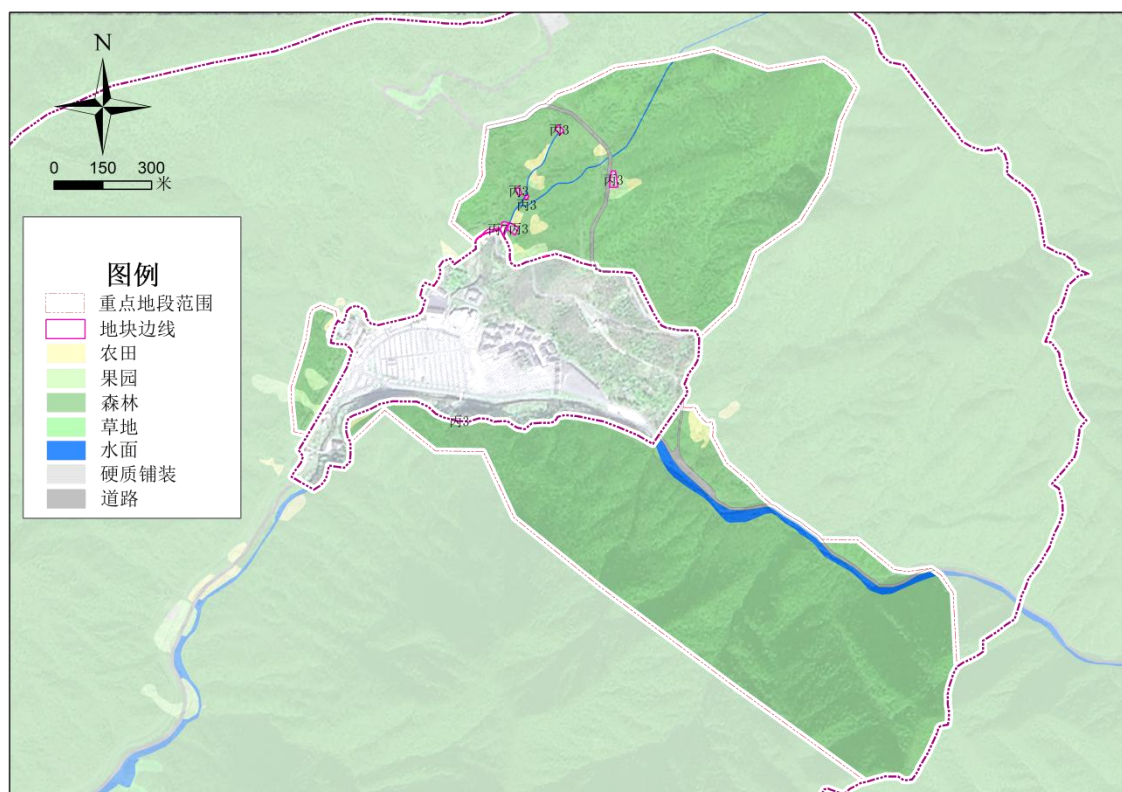 N
0 150 300
米
图例
重点地段范围
地块边线
农田
果园
森林
草地
水面
硬质铺装
道路
丙3
丙3
丙3
丙3
丙3
丙3